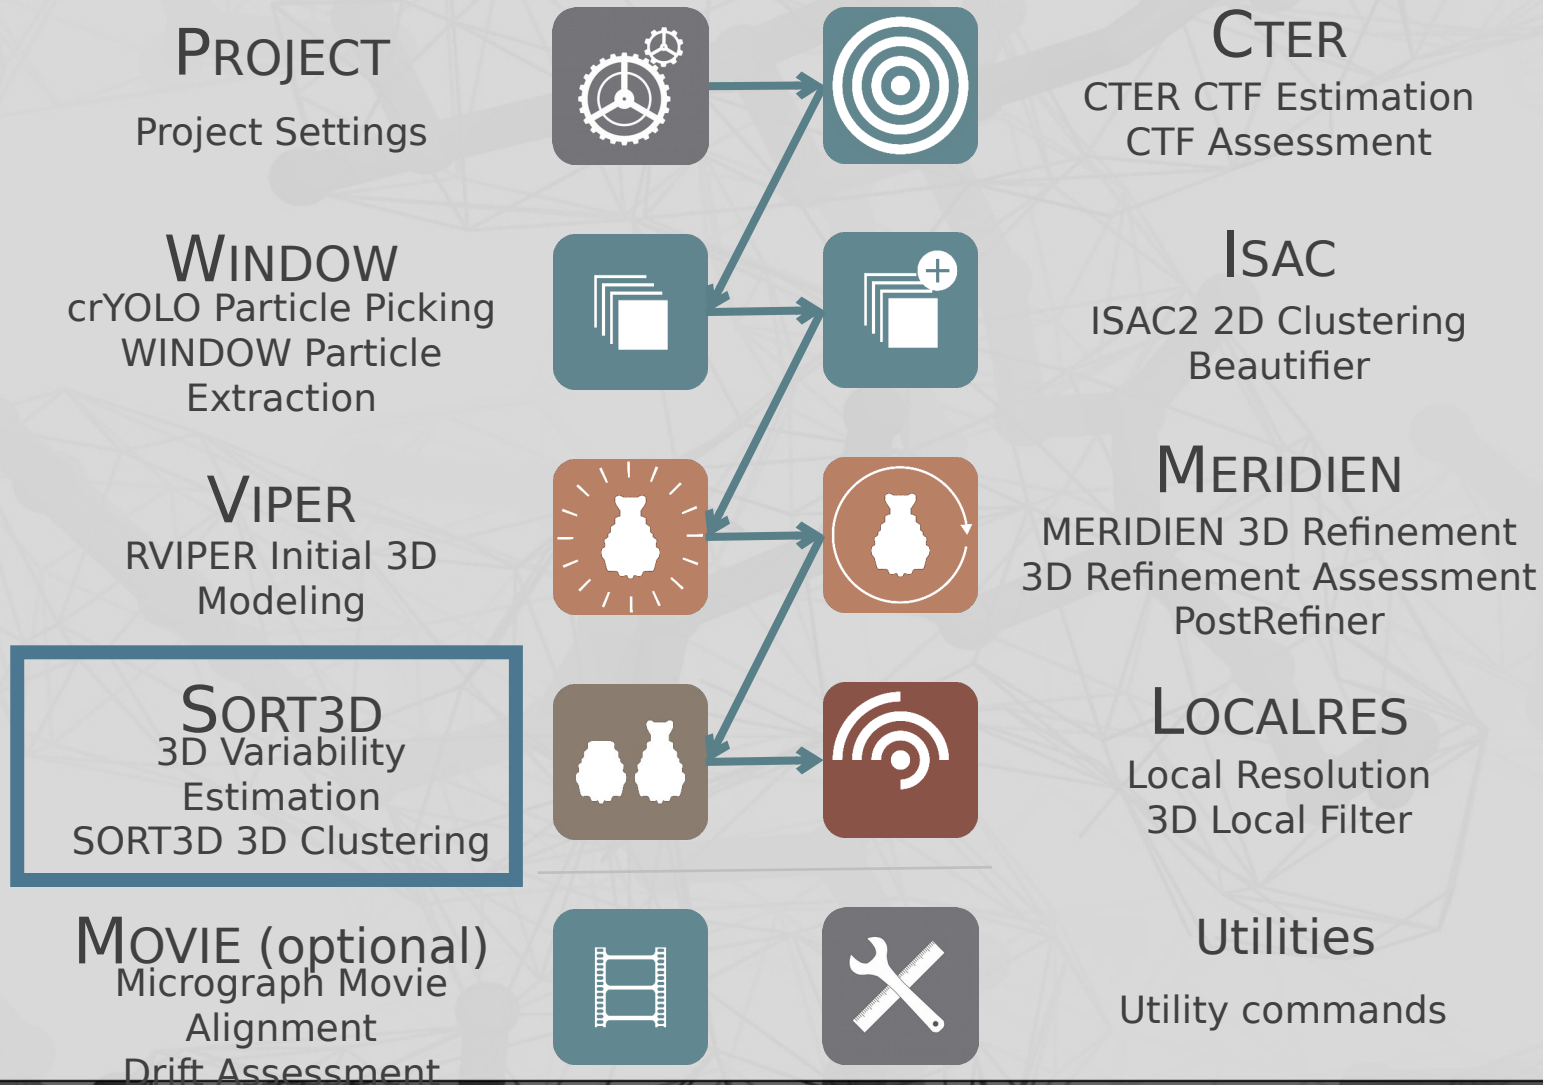 PROJECT
Project Settings
CTER
CTER CTF Estimation
CTF Assessment
WINDOW
crYOLO Particle Picking
WINDOW Particle
Extraction
ISAC
ISAC2 2D Clustering
Beautifier
VIPER
RVIPER Initial 3D
Modeling
MERIDIEN
MERIDIEN 3D Refinement
3D Refinement Assessment
PostRefiner
SORT3D
3D Variability
Estimation
SORT3D 3D Clustering
LOCALRES
Local Resolution
3D Local Filter
MOVIE (optional)
Micrograph Movie
Alignment
Drift Assessment
Utilities
Utility commands